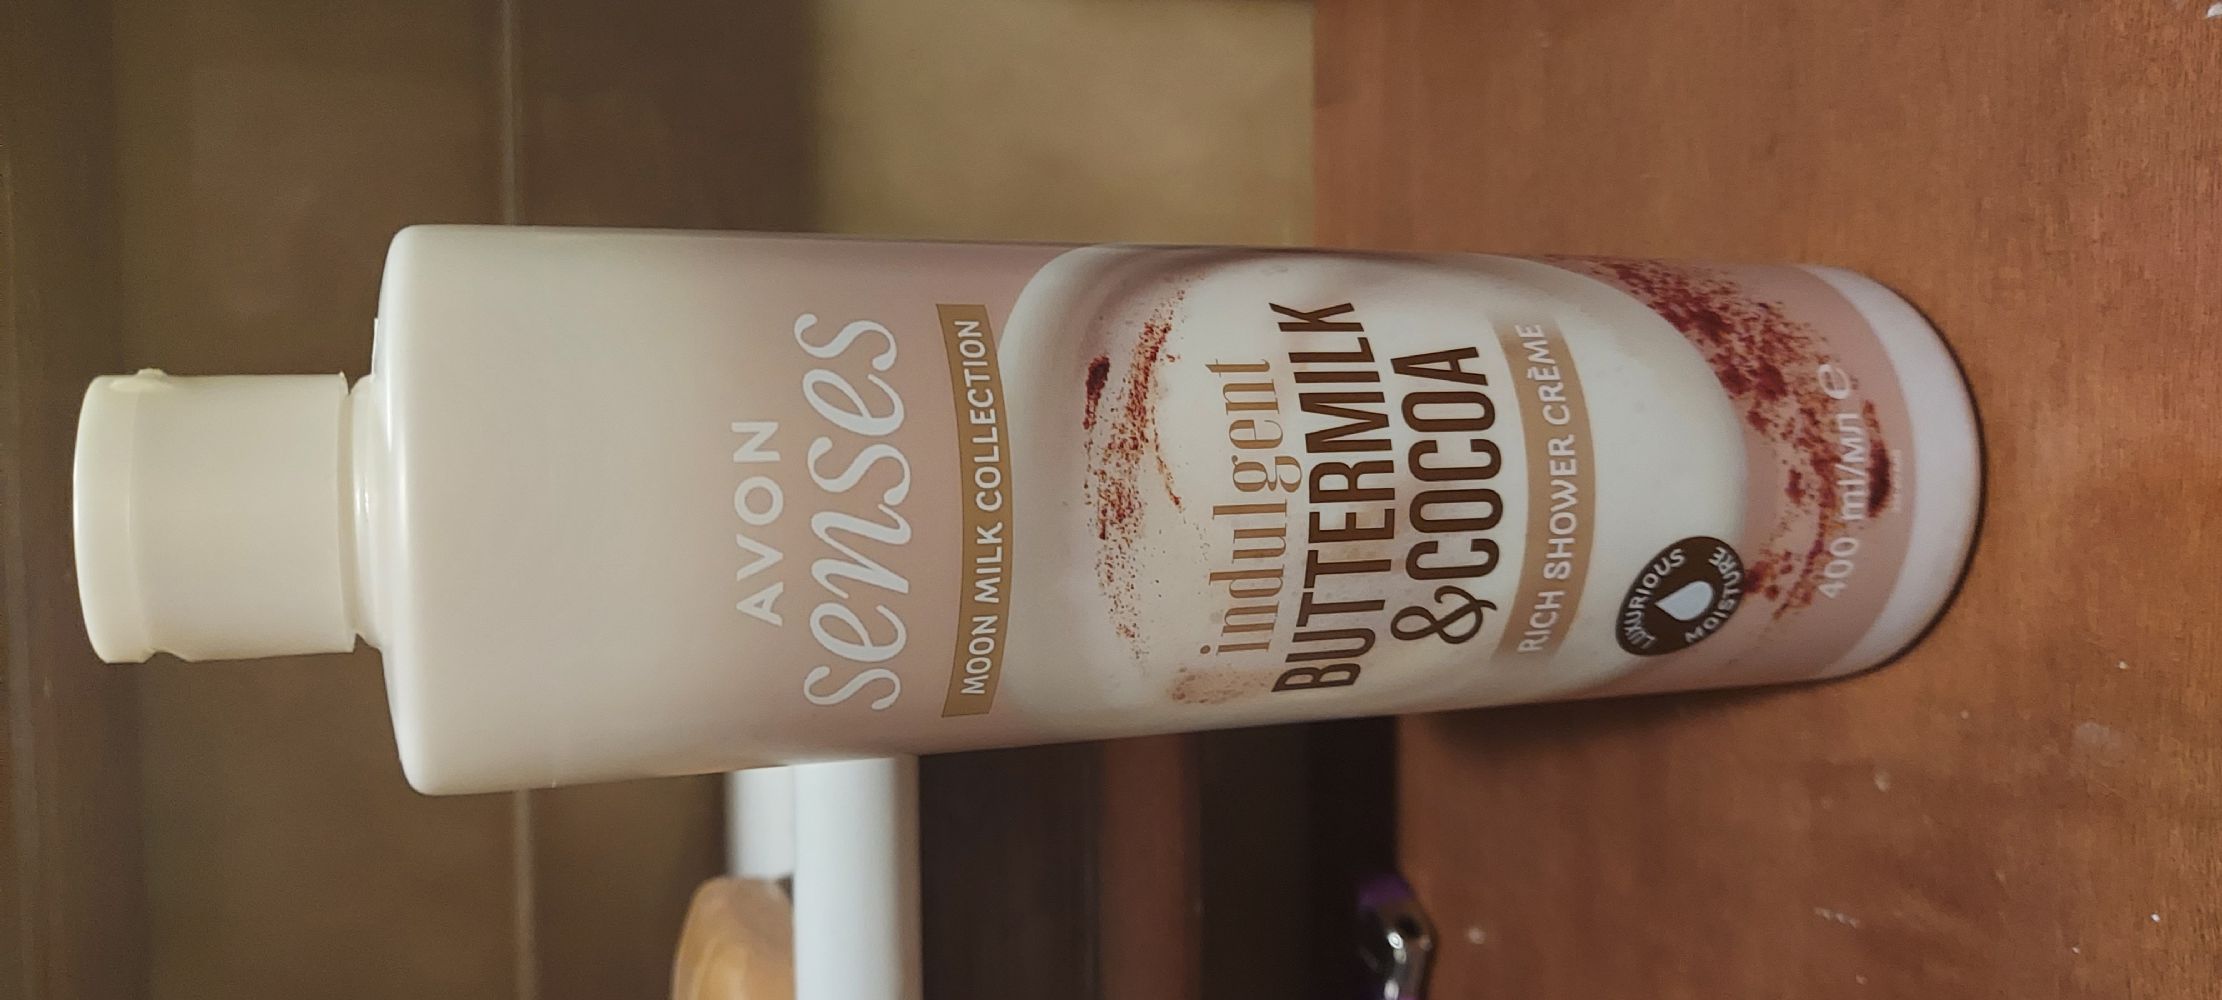 AVON
senses
MOON MILK COLLECTION
indulgent
BUTTERMILK
& COCOA
RICH SHOWER CRÈME
LUXURIOUS
MOISTURE
400 ml/мл e